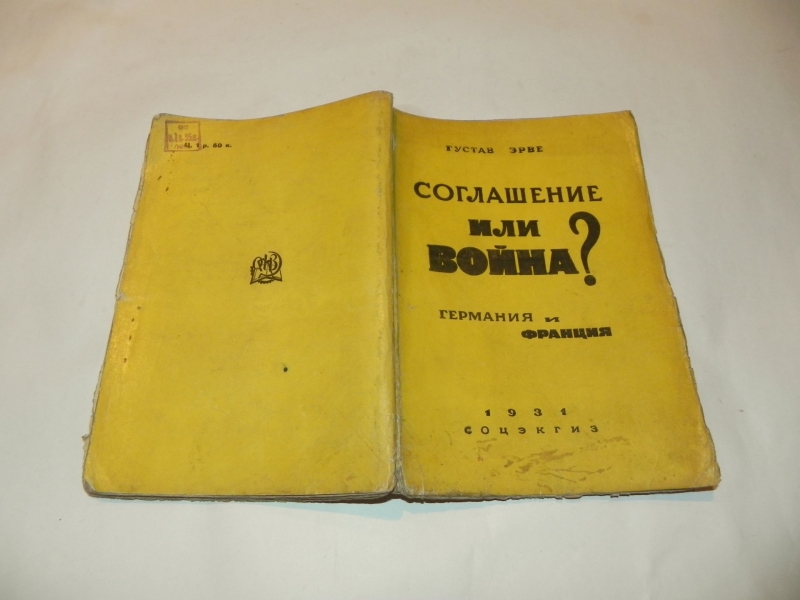 Ц. 1 р. 50 к.
ГУСТАВ ЭРВЕ
СОГЛАШЕНИЕ
ИЛИ
ВОЙНА?
ГЕРМАНИЯ И
ФРАНЦИЯ
1931
СОЦЭКГИЗ